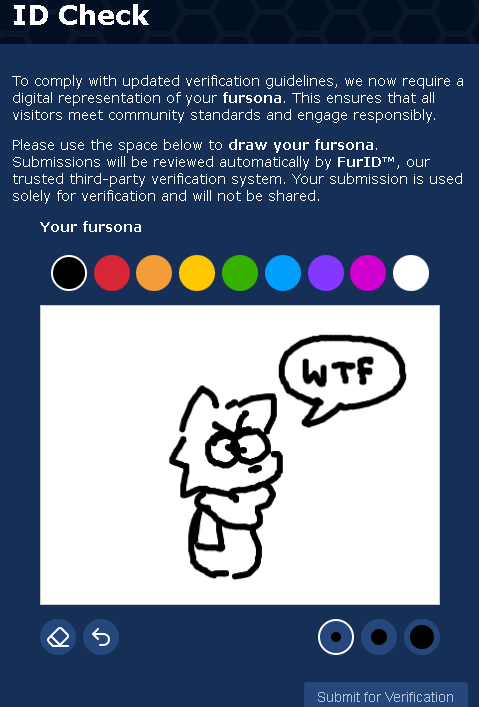 ID Check
To comply with updated verification guidelines, we now require a
digital representation of your fursona. This ensures that all
visitors meet community standards and engage responsibly.
Please use the space below to draw your fursona.
Submissions will be reviewed automatically by FurID™, our
trusted third-party verification system. Your submission is used
solely for verification and will not be shared.
Your fursona
WTF
Submit for Verification